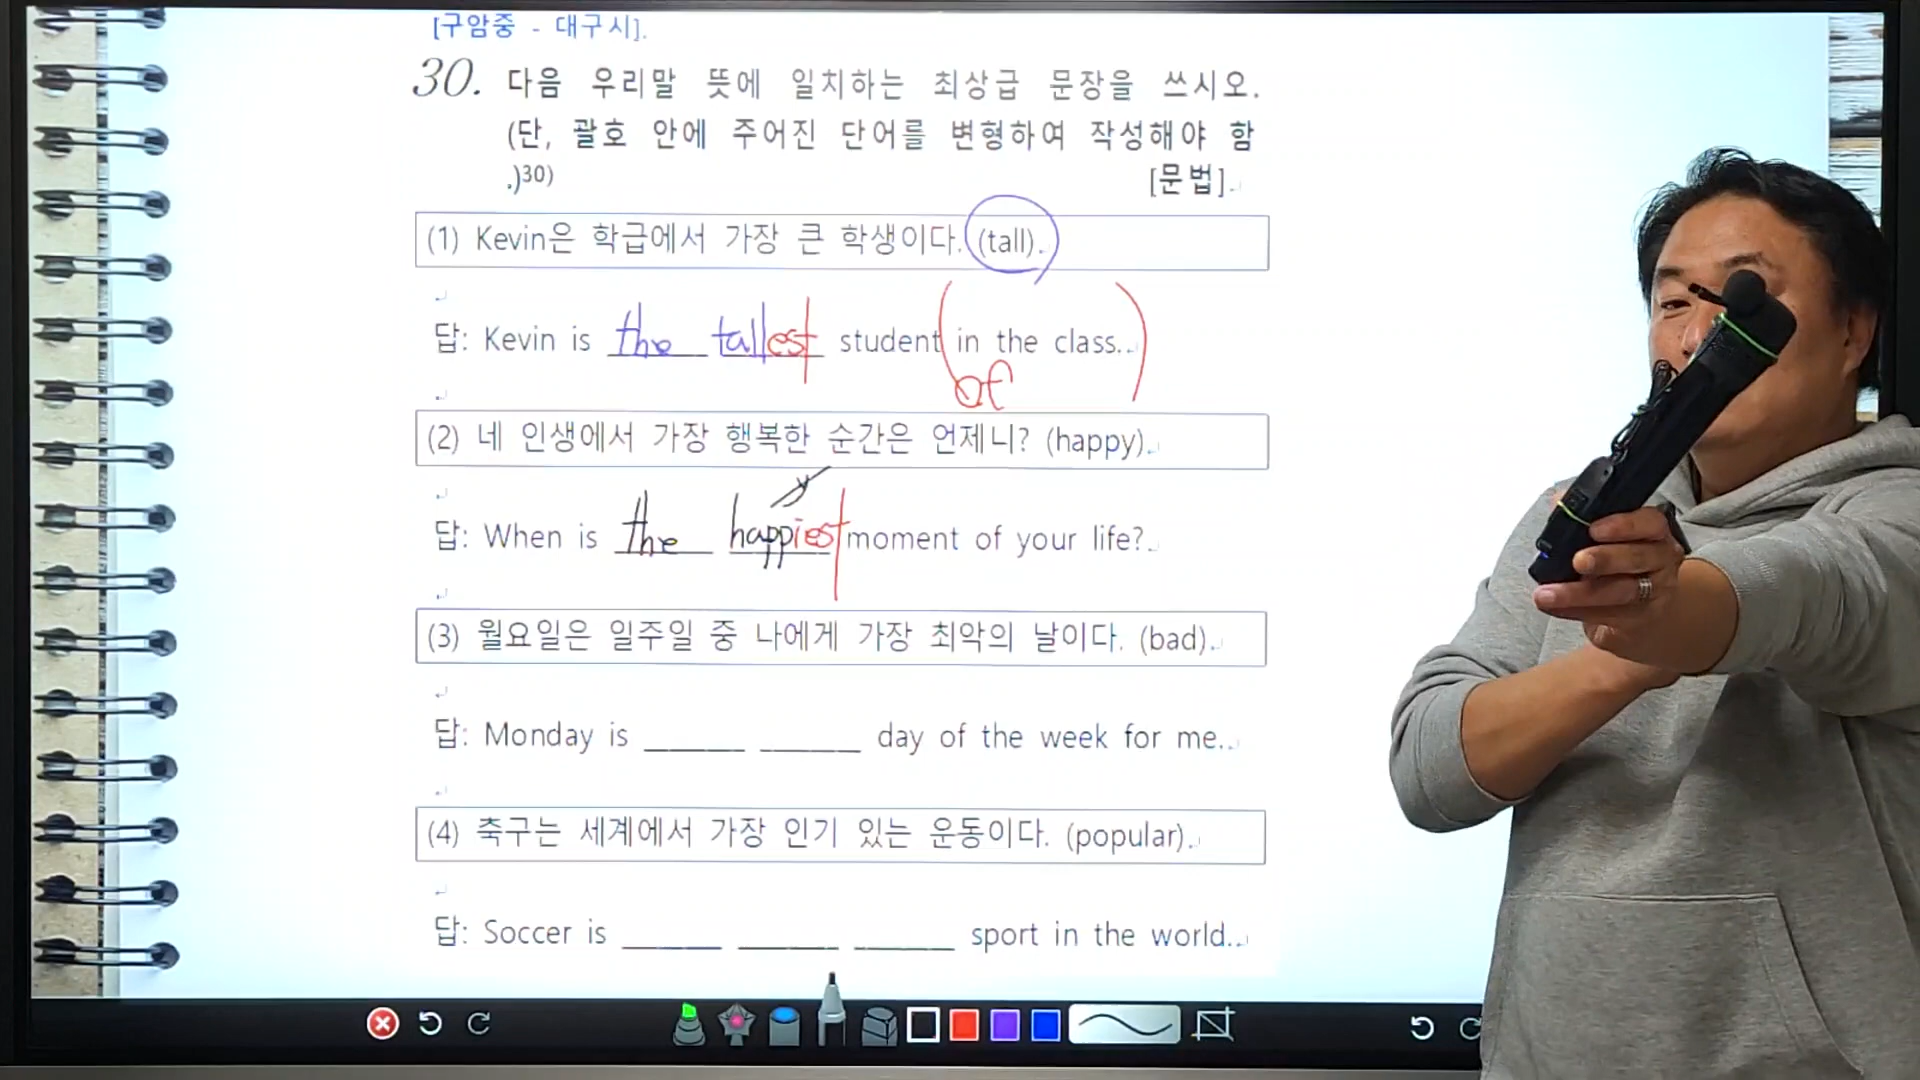 [구암중 - 대구시].
30. 다음 우리말 뜻에 일치하는 최상급 문장을 쓰시오.
(단, 괄호 안에 주어진 단어를 변형하여 작성해야 함
.)30) [문법].
(1) Kevin은 학급에서 가장 큰 학생이다. (tall).
답: Kevin is the tallest student in the class..
of
(2) 네 인생에서 가장 행복한 순간은 언제니? (happy).
y
답: When is the happiest moment of your life?.
(3) 월요일은 일주일 중 나에게 가장 최악의 날이다. (bad).
답: Monday is ______ ______ day of the week for me..
(4) 축구는 세계에서 가장 인기 있는 운동이다. (popular).
답: Soccer is ______ ______ ______ sport in the world..